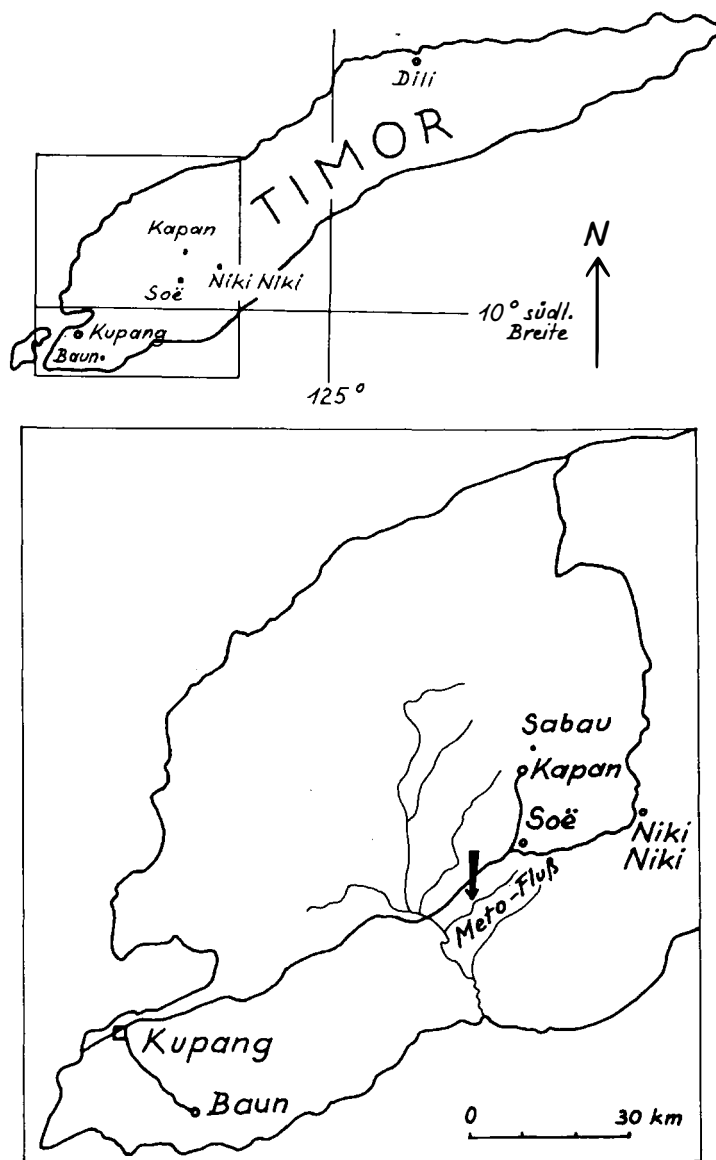 Dili
TIMOR
Kapan
Niki Niki
Soë
N
10° südl.
Breite
Kupang
Baun
125°
Sabau
Kapan
Soë
Niki
Niki
Meto-Fluß
Kupang
Baun
0 30 km